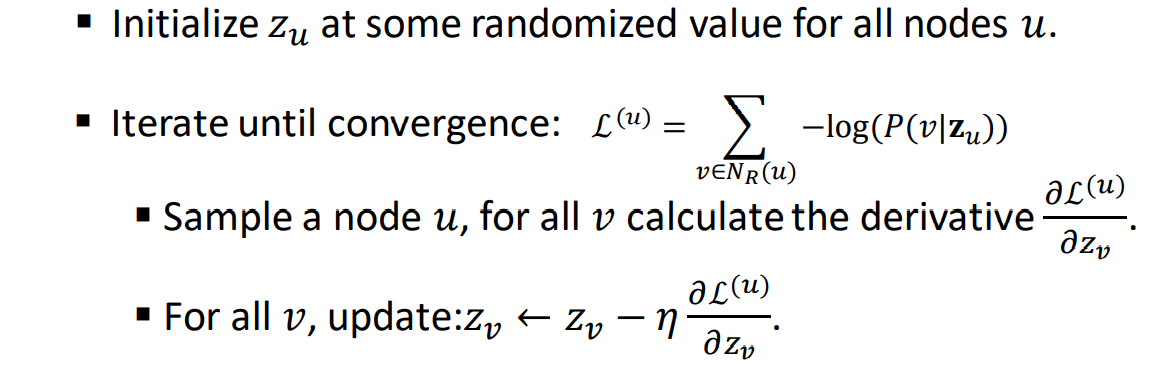 ▪ Initialize z_u at some randomized value for all nodes u.
▪ Iterate until convergence: ℒ^(u) = ∑_{v∈N_R(u)} −log(P(v|𝐳_u))
▪ Sample a node u, for all v calculate the derivative ∂ℒ^(u)/∂z_v.
▪ For all v, update:z_v ← z_v − η ∂ℒ^(u)/∂z_v.